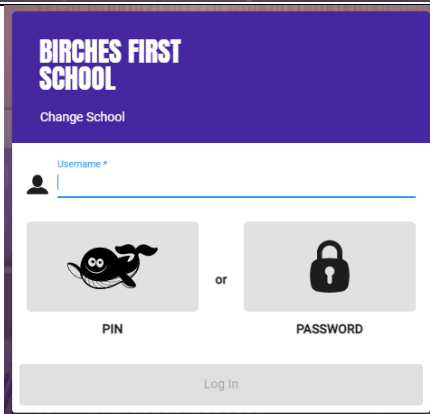 BIRCHES FIRST
SCHOOL
Change School
Username *
or
PIN
PASSWORD
Log In